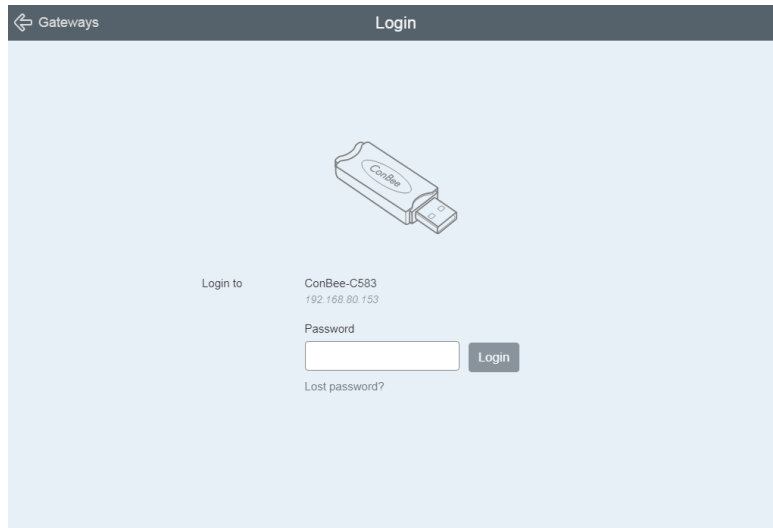 Gateways
Login
ConBee
Login to
ConBee-C583
192.168.80.153
Password
Login
Lost password?